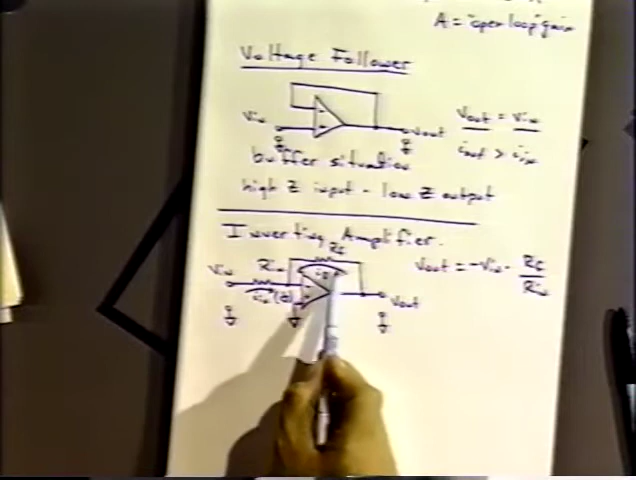 A = "open loop" gain
Voltage Follower
Vin
Vout
Vout = Vin
iout > iin
buffer situation
high Z input - low Z output
Inverting Amplifier.
Rf
Vin
Rin
Vout
Vout = -Vin · Rf / Rin